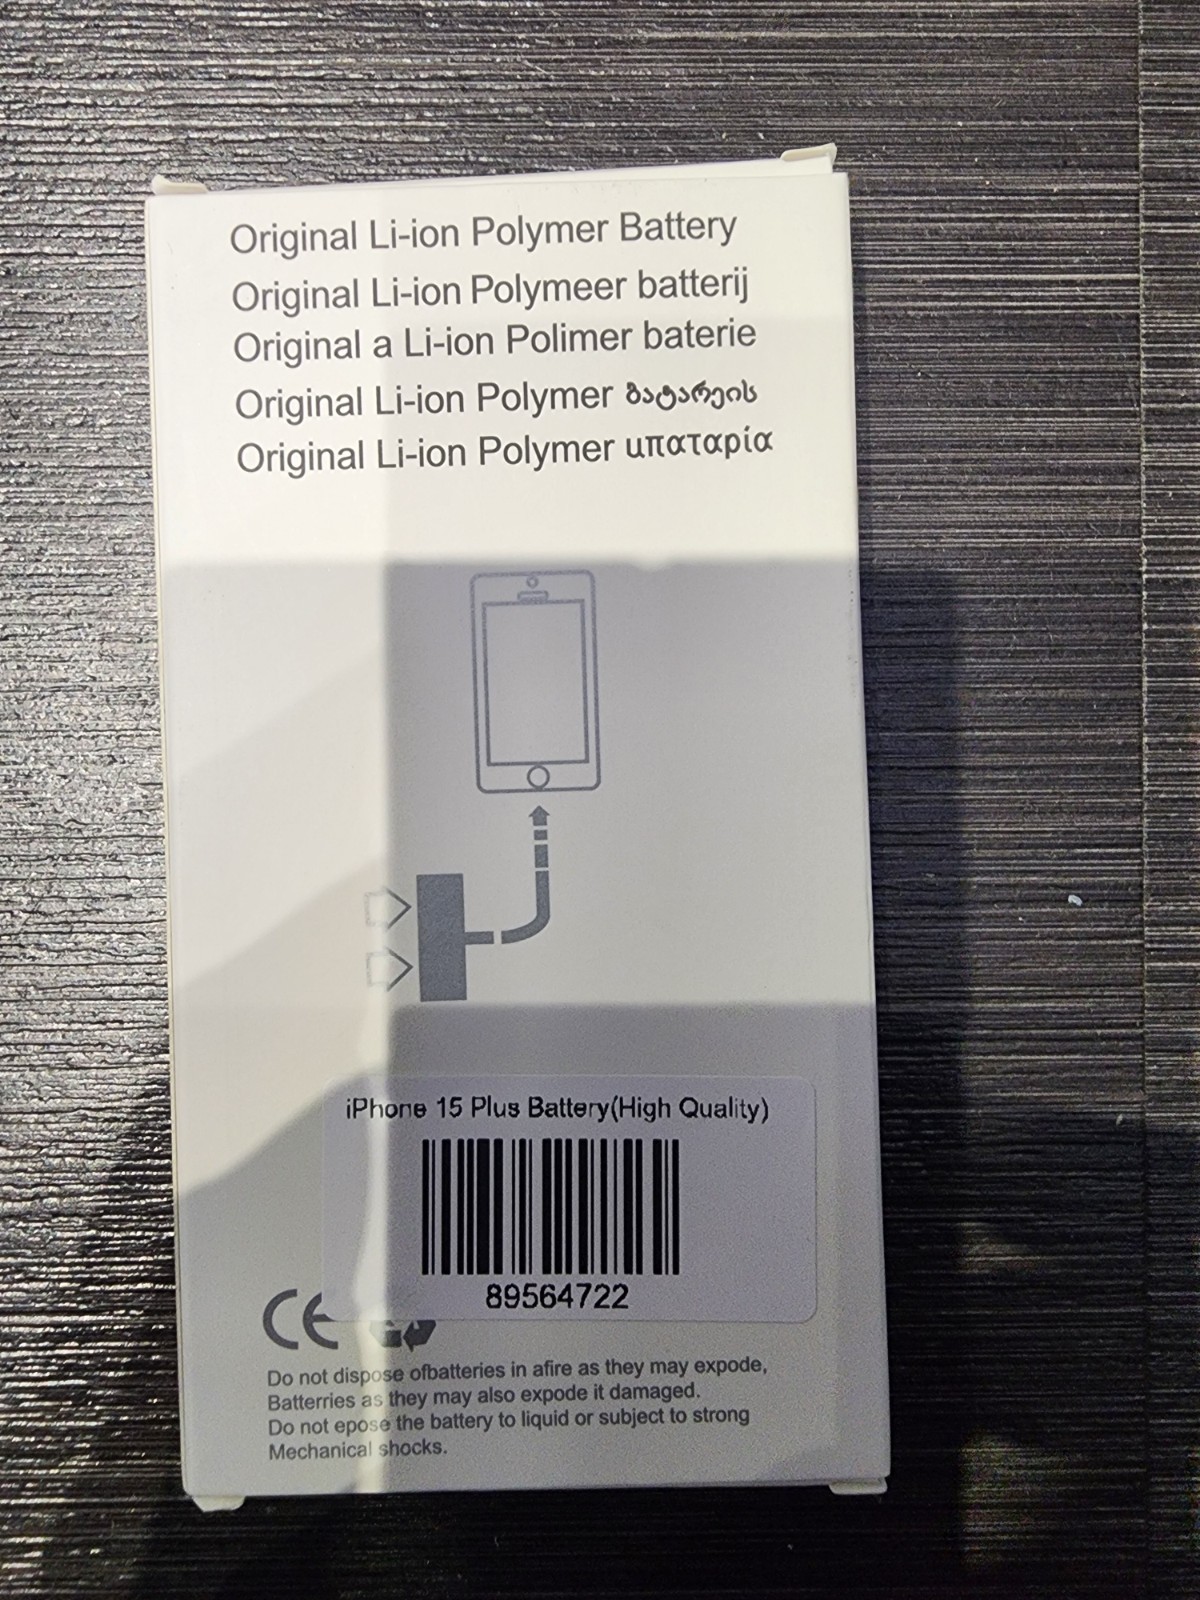 Original Li-ion Polymer Battery
Original Li-ion Polymeer batterij
Original a Li-ion Polimer baterie
Original Li-ion Polymer ბატარეის
Original Li-ion Polymer μπαταρία
iPhone 15 Plus Battery(High Quality)
89564722
CE
Do not dispose ofbatteries in afire as they may expode,
Batterries as they may also expode it damaged.
Do not epose the battery to liquid or subject to strong
Mechanical shocks.